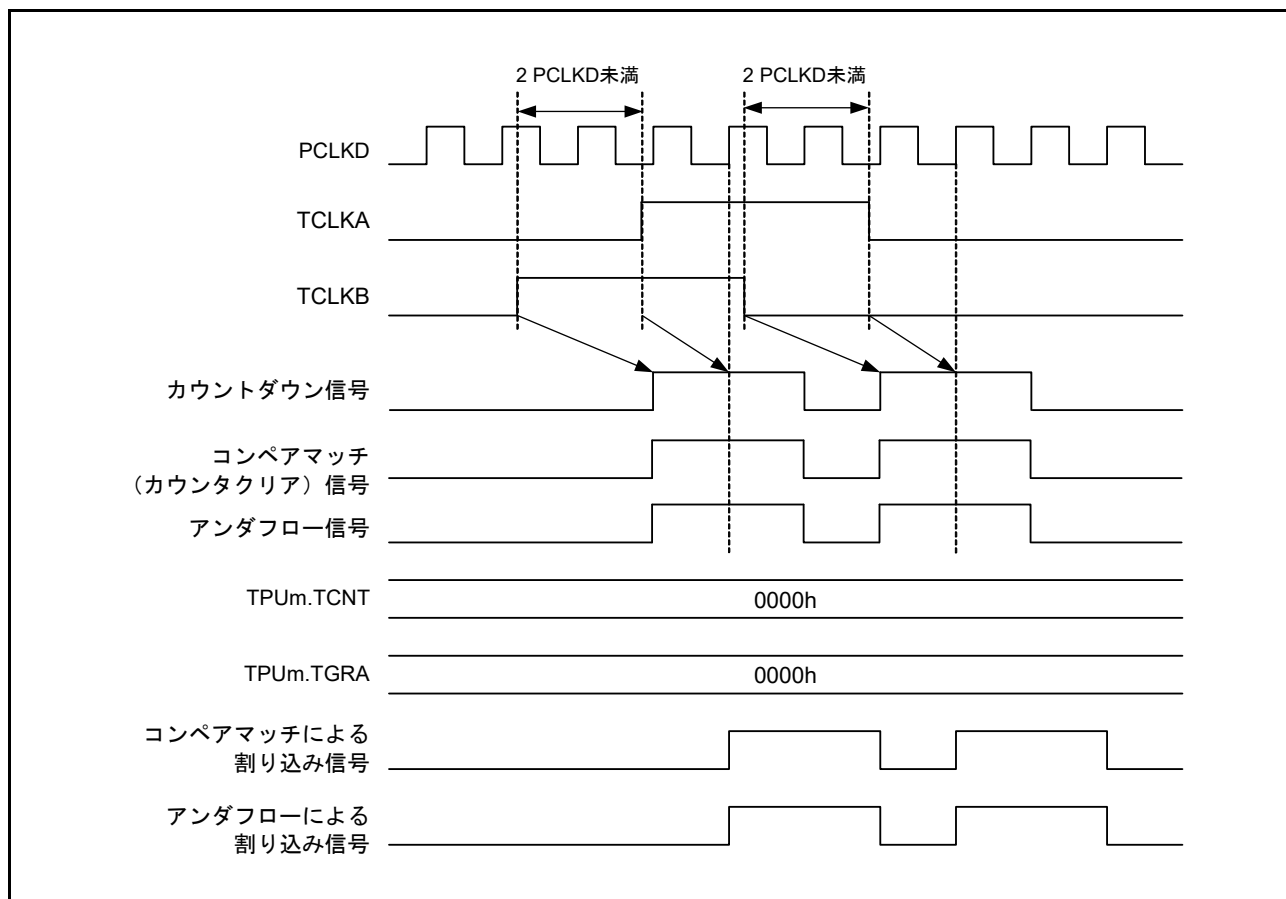 2 PCLKD未満 2 PCLKD未満
PCLKD
TCLKA
TCLKB
カウントダウン信号
コンペアマッチ
（カウンタクリア）信号
アンダフロー信号
TPUm.TCNT 0000h
TPUm.TGRA 0000h
コンペアマッチによる
割り込み信号
アンダフローによる
割り込み信号